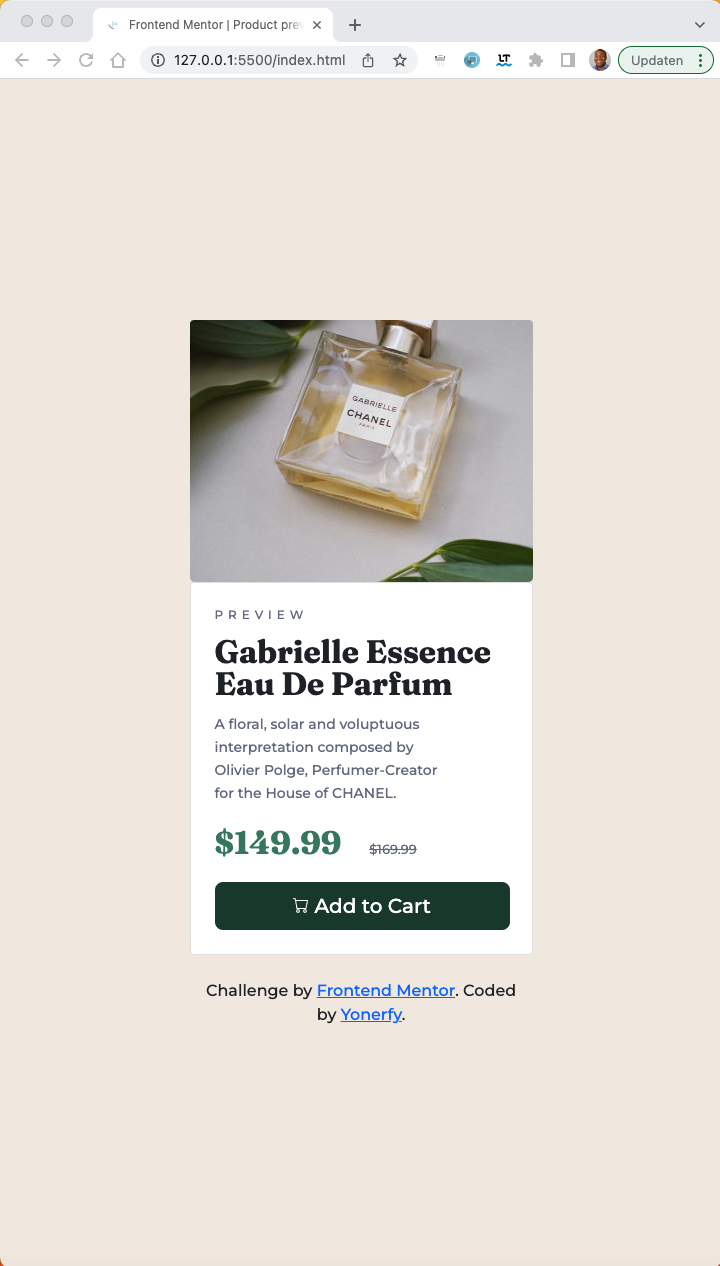 Frontend Mentor | Product prev
127.0.0.1:5500/index.html
LT
Updaten
GABRIELLE
CHANEL
PARIS
PREVIEW
Gabrielle Essence
Eau De Parfum
A floral, solar and voluptuous
interpretation composed by
Olivier Polge, Perfumer-Creator
for the House of CHANEL.
$149.99 $169.99
Add to Cart
Challenge by Frontend Mentor. Coded
by Yonerfy.